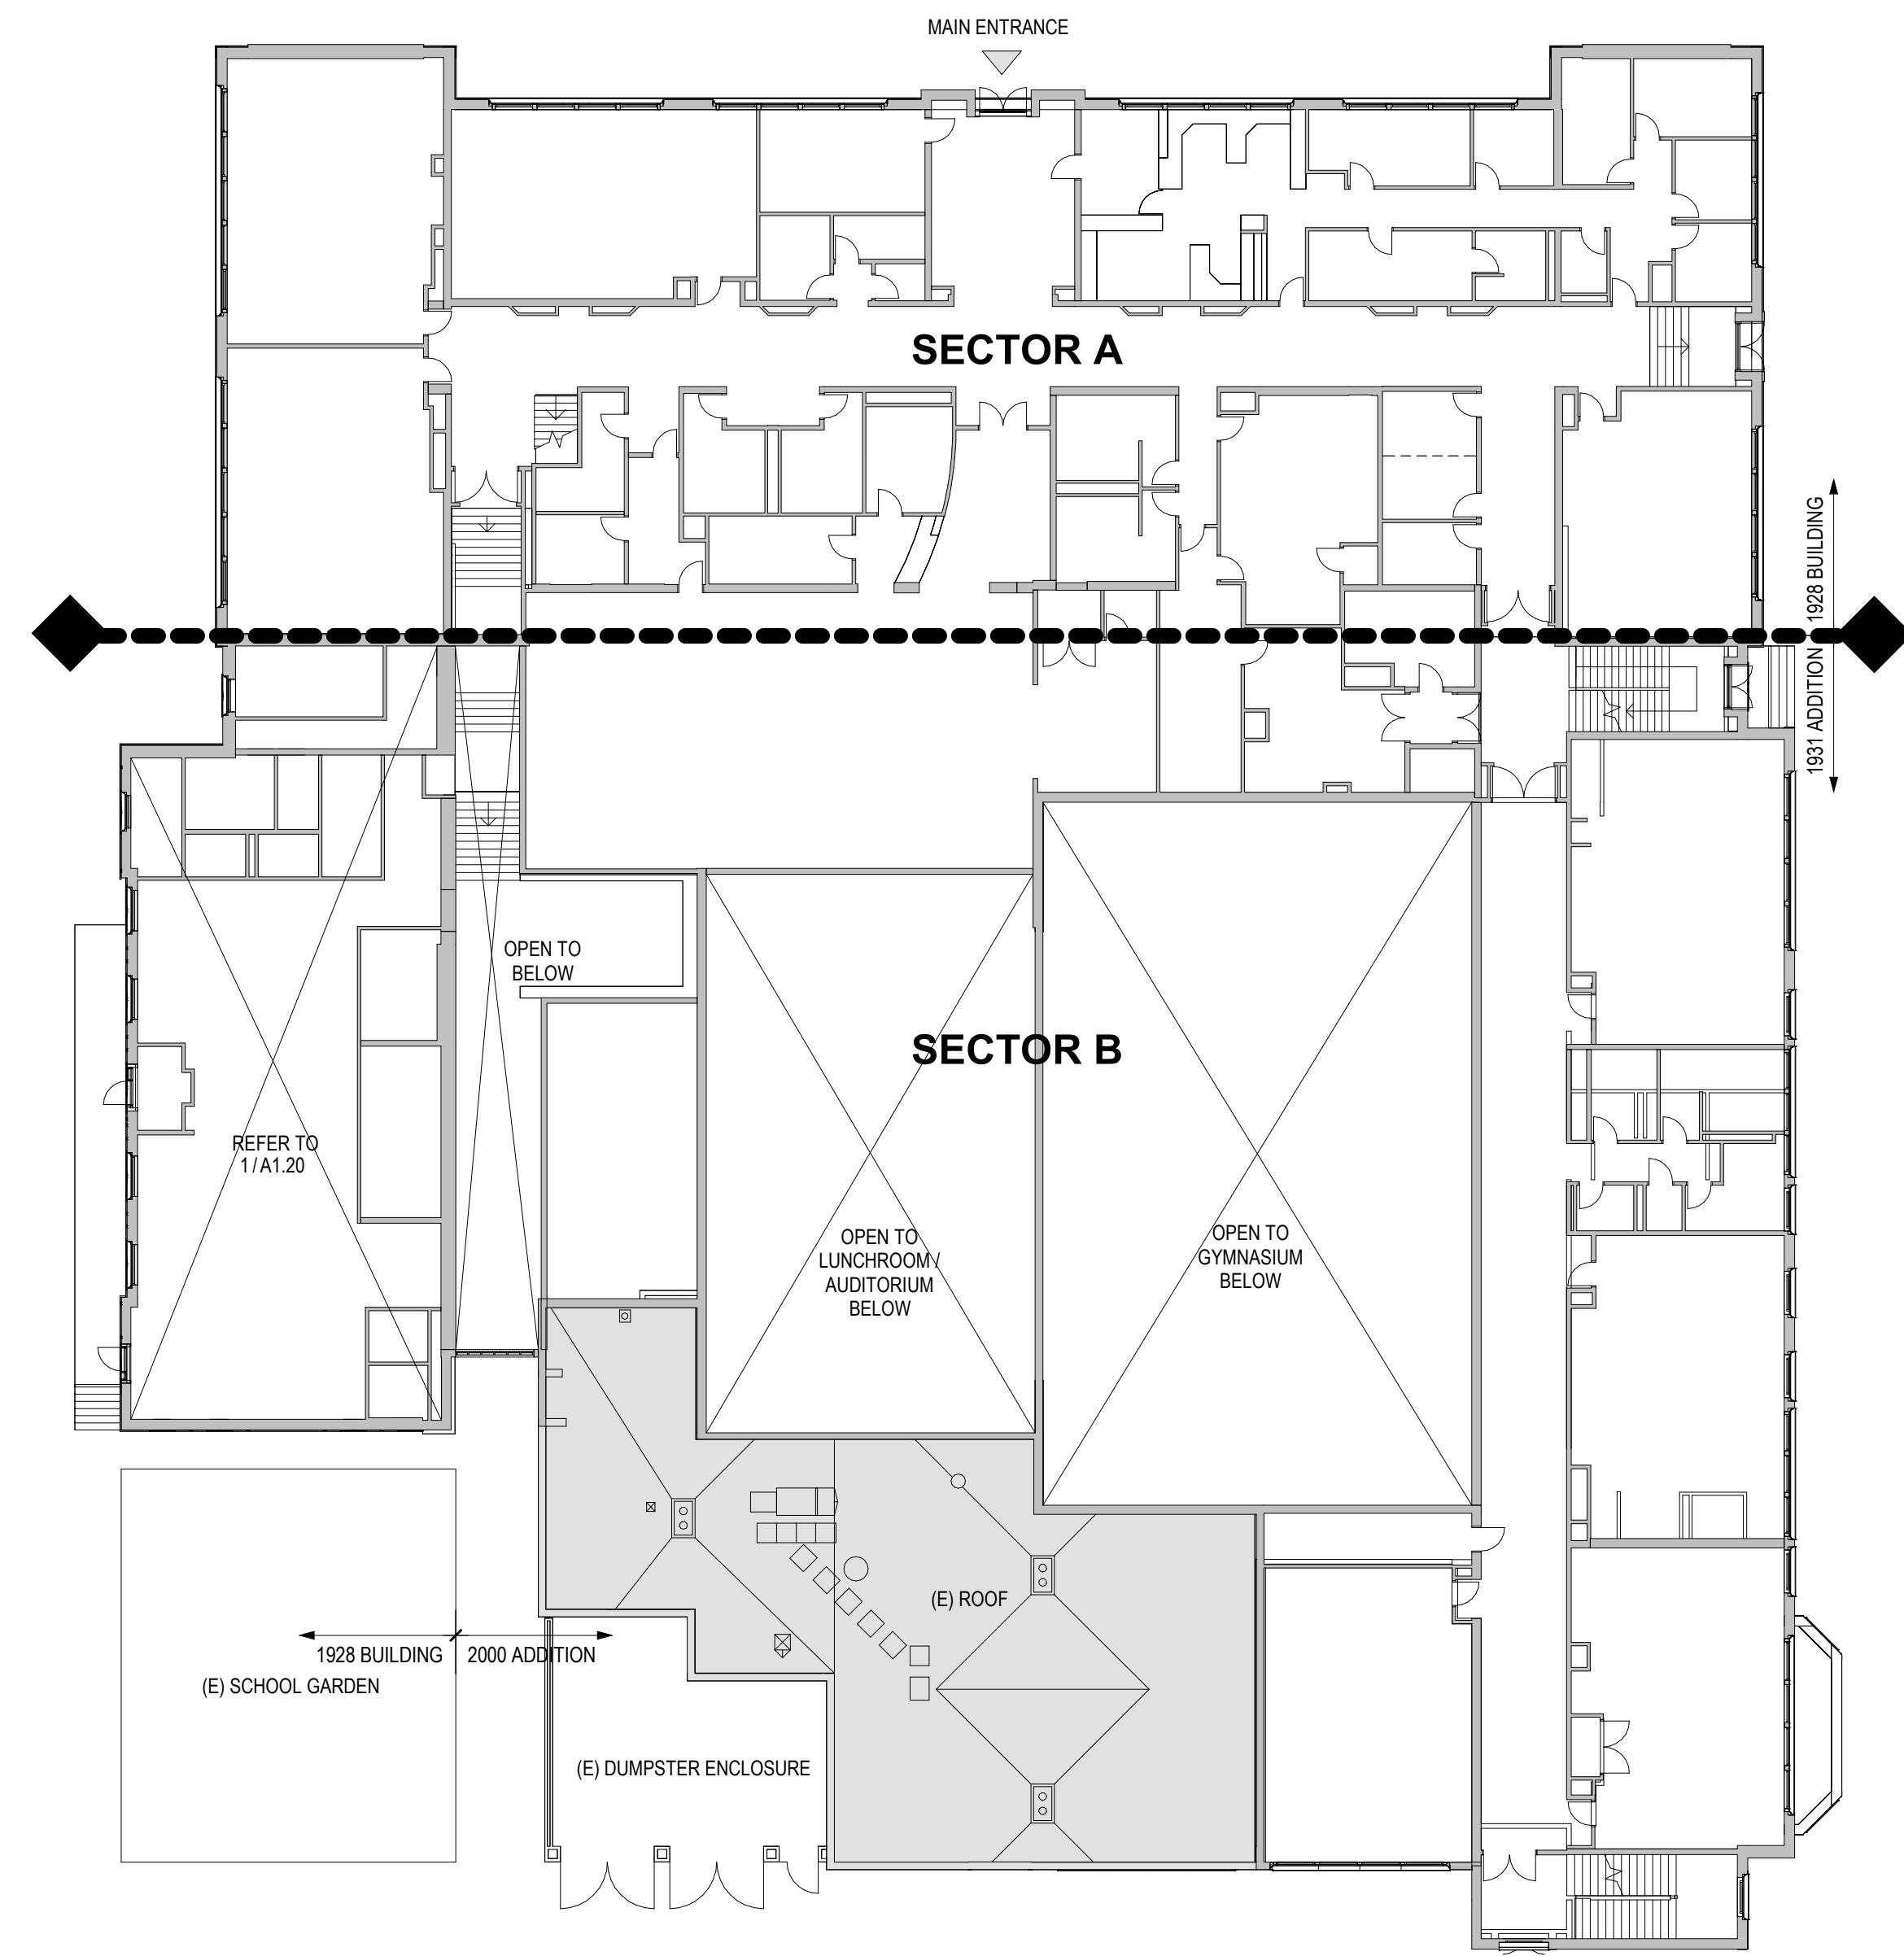 MAIN ENTRANCE
SECTOR A
1931 ADDITION
1928 BUILDING
OPEN TO
BELOW
SECTOR B
REFER TO
1 / A1.20
OPEN TO
LUNCHROOM /
AUDITORIUM
BELOW
OPEN TO
GYMNASIUM
BELOW
(E) ROOF
1928 BUILDING
2000 ADDITION
(E) SCHOOL GARDEN
(E) DUMPSTER ENCLOSURE